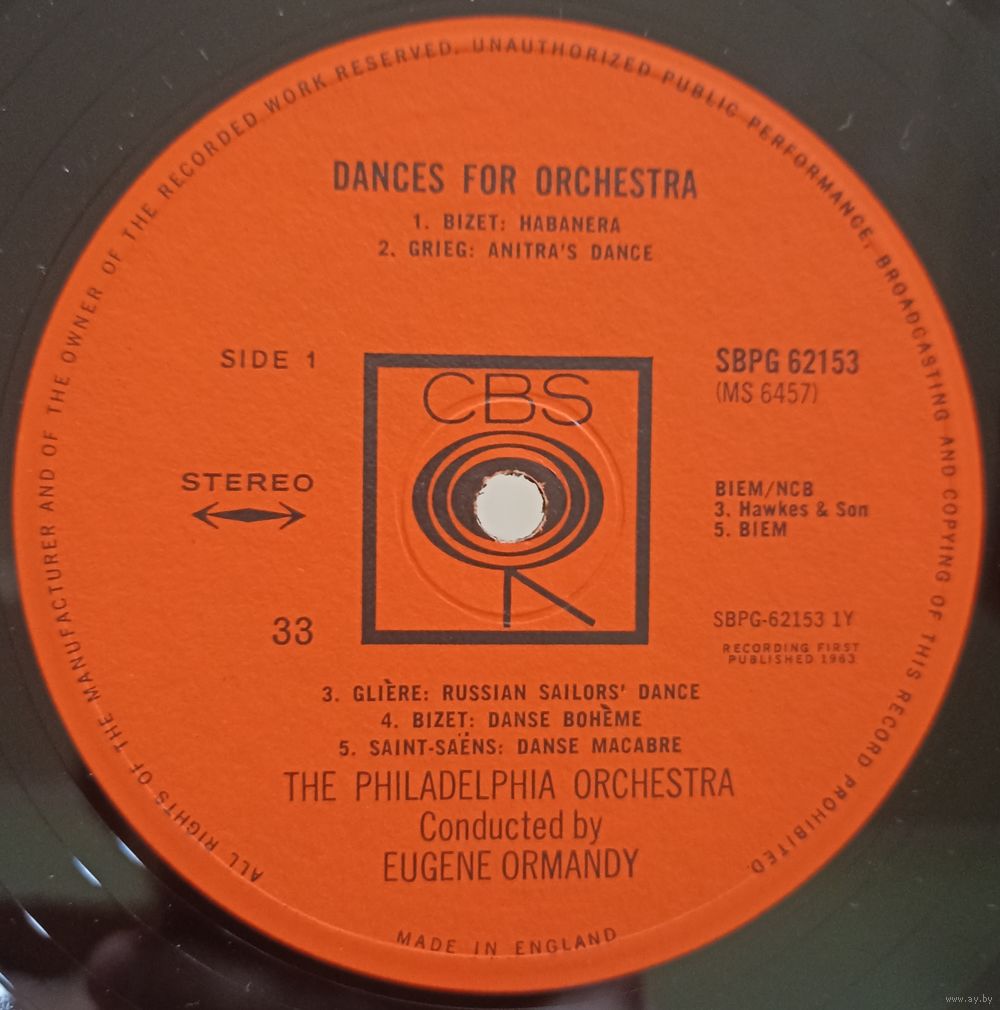 ALL RIGHTS OF THE MANUFACTURER AND OF THE OWNER OF THE RECORDED WORK RESERVED. UNAUTHORIZED PUBLIC PERFORMANCE, BROADCASTING AND COPYING OF THIS RECORD PROHIBITED.
DANCES FOR ORCHESTRA
1. BIZET: HABANERA
2. GRIEG: ANITRA'S DANCE
SIDE 1
SBPG 62153
(MS 6457)
CBS
STEREO
BIEM/NCB
3. Hawkes & Son
5. BIEM
33
SBPG-62153 1Y
RECORDING FIRST
PUBLISHED 1963
3. GLIÈRE: RUSSIAN SAILORS' DANCE
4. BIZET: DANSE BOHÈME
5. SAINT-SAËNS: DANSE MACABRE
THE PHILADELPHIA ORCHESTRA
Conducted by
EUGENE ORMANDY
MADE IN ENGLAND
www.ay.by